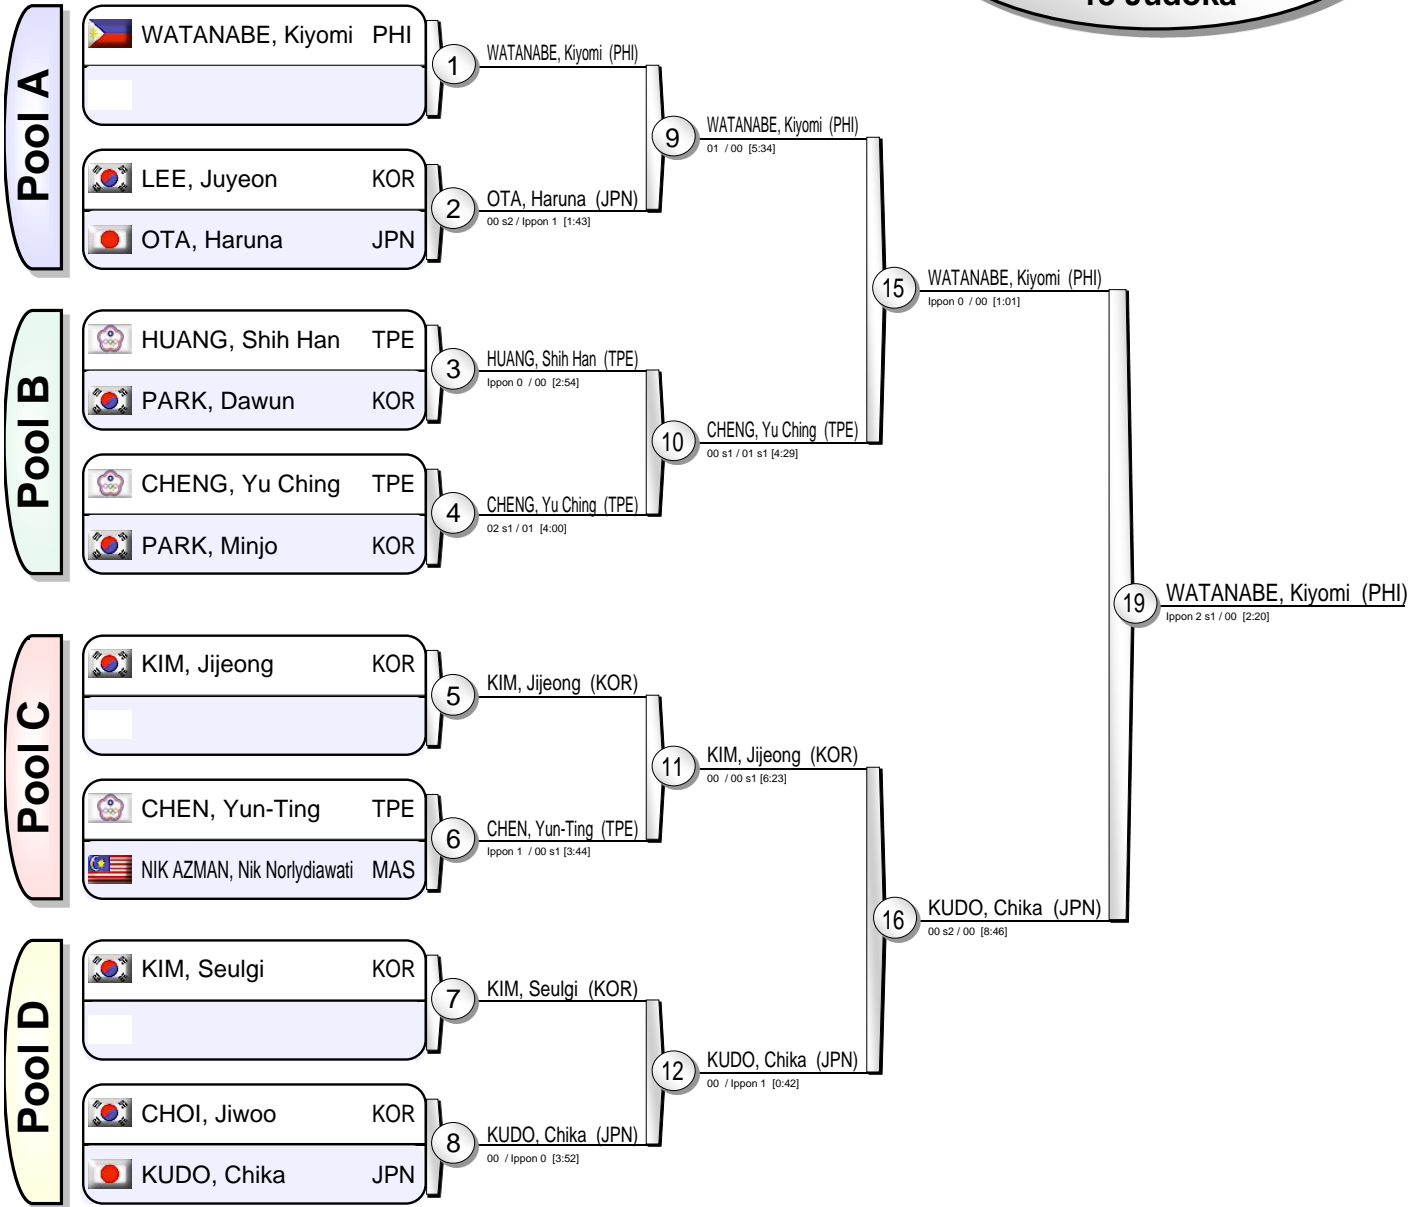 13 Judoka
Pool A
WATANABE, Kiyomi PHI
LEE, Juyeon KOR
OTA, Haruna JPN
1
WATANABE, Kiyomi (PHI)
2
OTA, Haruna (JPN)
00 s2 / Ippon 1 [1:43]
9
WATANABE, Kiyomi (PHI)
01 / 00 [5:34]
Pool B
HUANG, Shih Han TPE
PARK, Dawun KOR
CHENG, Yu Ching TPE
PARK, Minjo KOR
3
HUANG, Shih Han (TPE)
Ippon 0 / 00 [2:54]
4
CHENG, Yu Ching (TPE)
02 s1 / 01 [4:00]
10
CHENG, Yu Ching (TPE)
00 s1 / 01 s1 [4:29]
15
WATANABE, Kiyomi (PHI)
Ippon 0 / 00 [1:01]
Pool C
KIM, Jijeong KOR
CHEN, Yun-Ting TPE
NIK AZMAN, Nik Norlydiawati MAS
5
KIM, Jijeong (KOR)
6
CHEN, Yun-Ting (TPE)
Ippon 1 / 00 s1 [3:44]
11
KIM, Jijeong (KOR)
00 / 00 s1 [6:23]
Pool D
KIM, Seulgi KOR
CHOI, Jiwoo KOR
KUDO, Chika JPN
7
KIM, Seulgi (KOR)
8
KUDO, Chika (JPN)
00 / Ippon 0 [3:52]
12
KUDO, Chika (JPN)
00 / Ippon 1 [0:42]
16
KUDO, Chika (JPN)
00 s2 / 00 [8:46]
19
WATANABE, Kiyomi (PHI)
Ippon 2 s1 / 00 [2:20]